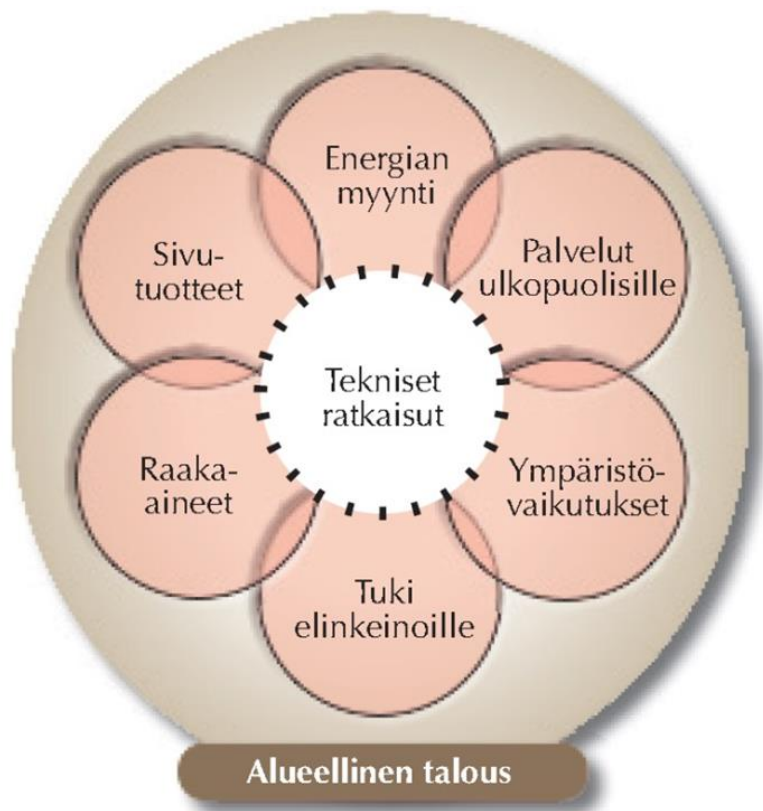 Energian
myynti
Palvelut
ulkopuolisille
Sivu-
tuotteet
Tekniset
ratkaisut
Raaka-
aineet
Ympäristö-
vaikutukset
Tuki
elinkeinoille
Alueellinen talous